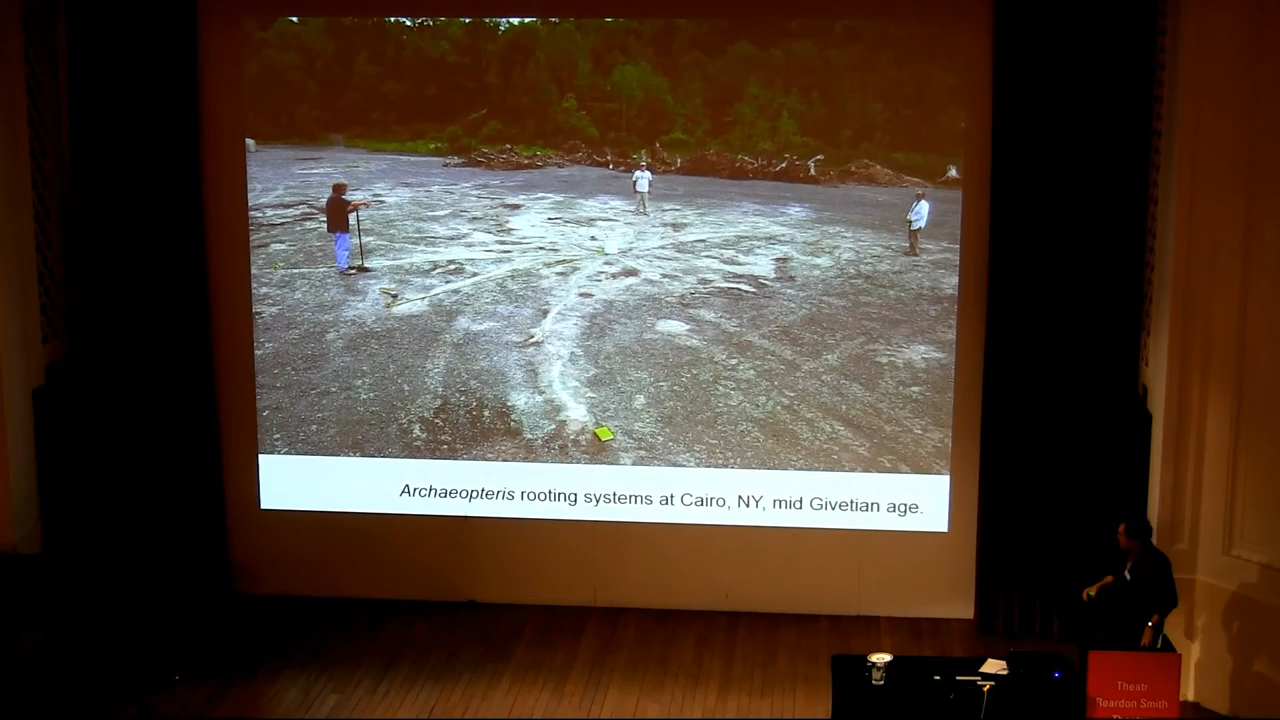 Archaeopteris rooting systems at Cairo, NY, mid Givetian age.
Theatr
Reardon Smith